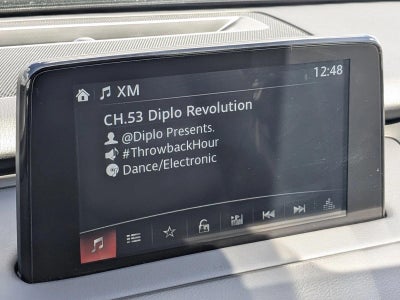 XM
12:48
CH.53 Diplo Revolution
@Diplo Presents.
#ThrowbackHour
Dance/Electronic